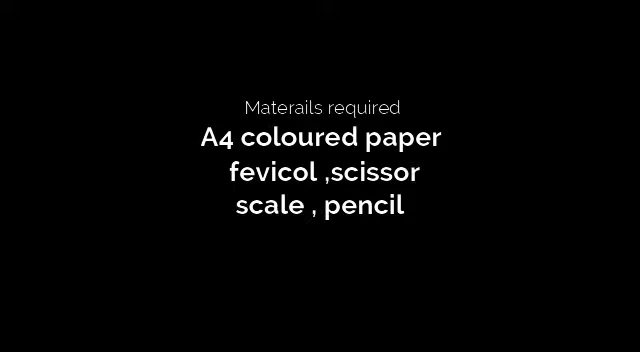 Materails required
A4 coloured paper
fevicol ,scissor
scale , pencil